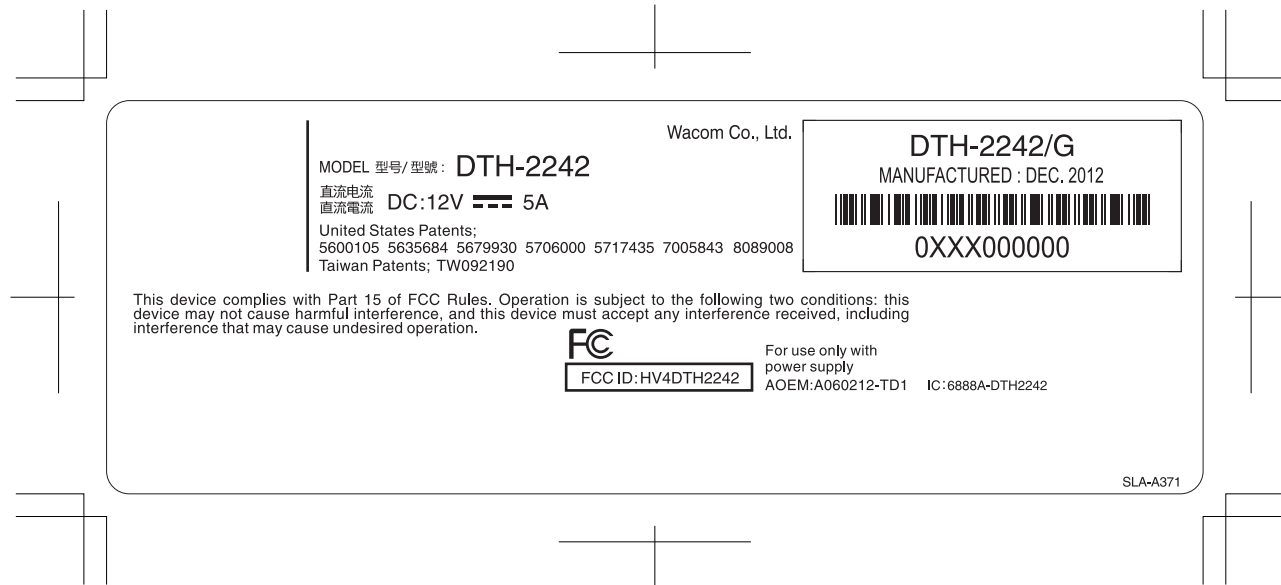 Wacom Co., Ltd.
MODEL 型号/型號: DTH-2242
直流电流
直流電流 DC:12V 5A
United States Patents;
5600105 5635684 5679930 5706000 5717435 7005843 8089008
Taiwan Patents; TW092190
DTH-2242/G
MANUFACTURED : DEC. 2012
0XXX000000
This device complies with Part 15 of FCC Rules. Operation is subject to the following two conditions: this
device may not cause harmful interference, and this device must accept any interference received, including
interference that may cause undesired operation.
FC
FCC ID:HV4DTH2242
For use only with
power supply
AOEM:A060212-TD1 IC:6888A-DTH2242
SLA-A371